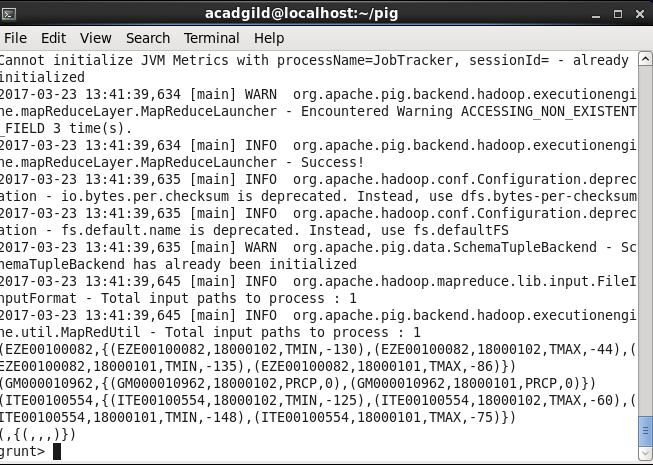 acadgild@localhost:~/pig
File Edit View Search Terminal Help
Cannot initialize JVM Metrics with processName=JobTracker, sessionId= - already
initialized
2017-03-23 13:41:39,634 [main] WARN  org.apache.pig.backend.hadoop.executionengi
ne.mapReduceLayer.MapReduceLauncher - Encountered Warning ACCESSING_NON_EXISTENT
_FIELD 3 time(s).
2017-03-23 13:41:39,634 [main] INFO  org.apache.pig.backend.hadoop.executionengi
ne.mapReduceLayer.MapReduceLauncher - Success!
2017-03-23 13:41:39,635 [main] INFO  org.apache.hadoop.conf.Configuration.deprec
ation - io.bytes.per.checksum is deprecated. Instead, use dfs.bytes-per-checksum
2017-03-23 13:41:39,635 [main] INFO  org.apache.hadoop.conf.Configuration.deprec
ation - fs.default.name is deprecated. Instead, use fs.defaultFS
2017-03-23 13:41:39,635 [main] WARN  org.apache.pig.data.SchemaTupleBackend - Sc
hemaTupleBackend has already been initialized
2017-03-23 13:41:39,645 [main] INFO  org.apache.hadoop.mapreduce.lib.input.FileI
nputFormat - Total input paths to process : 1
2017-03-23 13:41:39,645 [main] INFO  org.apache.pig.backend.hadoop.executionengi
ne.util.MapRedUtil - Total input paths to process : 1
(EZE00100082,{(EZE00100082,18000102,TMIN,-130),(EZE00100082,18000102,TMAX,-44),(
EZE00100082,18000101,TMIN,-135),(EZE00100082,18000101,TMAX,-86)})
(GM000010962,{(GM000010962,18000102,PRCP,0),(GM000010962,18000101,PRCP,0)})
(ITE00100554,{(ITE00100554,18000102,TMIN,-125),(ITE00100554,18000102,TMAX,-60),(
ITE00100554,18000101,TMIN,-148),(ITE00100554,18000101,TMAX,-75)})
(,{(,,,)})
grunt>